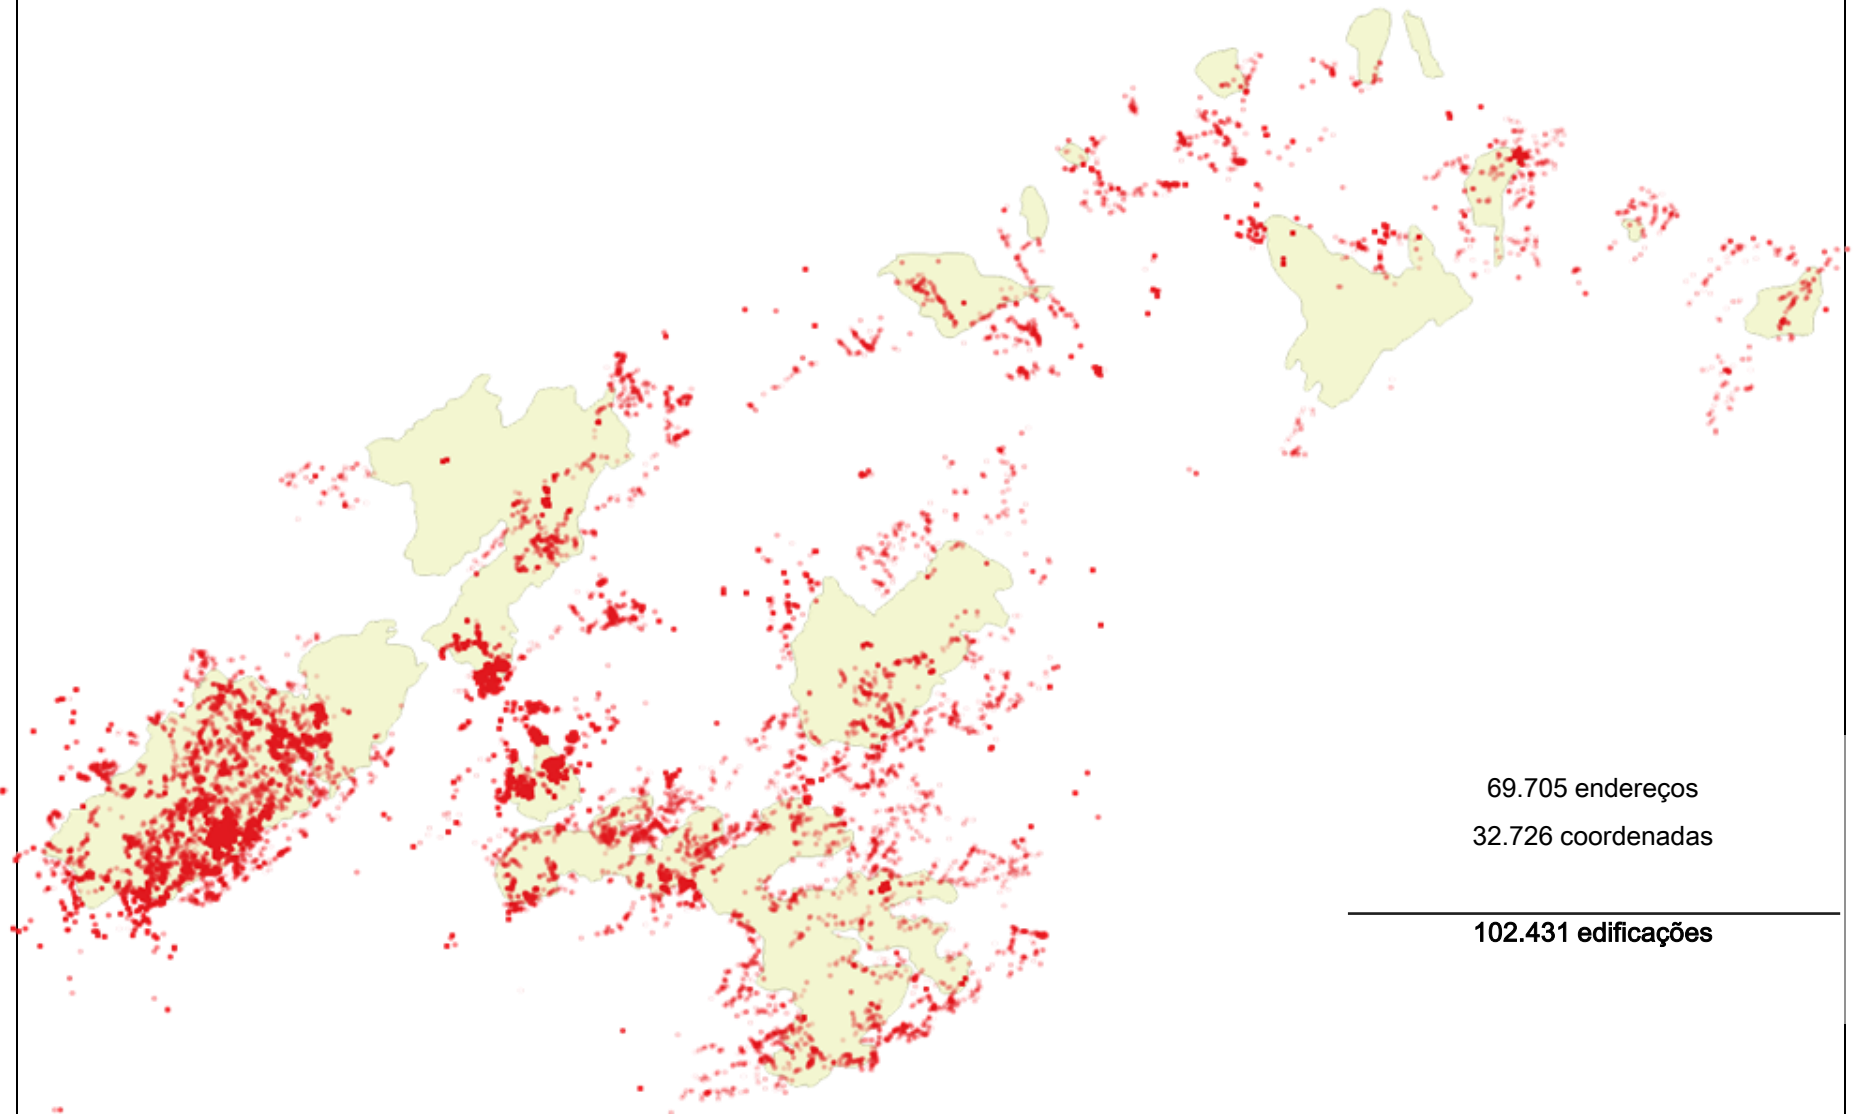 69.705 endereços
32.726 coordenadas
102.431 edificações